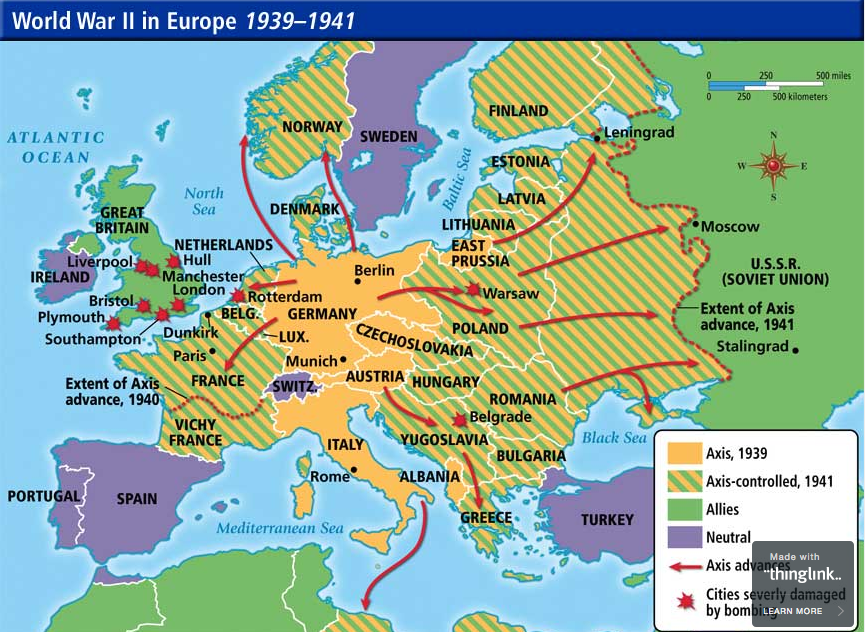 World War II in Europe 1939–1941
0 250 500 miles
0 250 500 kilometers
FINLAND
NORWAY
SWEDEN
Leningrad
ATLANTIC
OCEAN
N
W E
S
ESTONIA
Baltic Sea
North
Sea
LATVIA
DENMARK
GREAT
BRITAIN
LITHUANIA
Moscow
NETHERLANDS
EAST
PRUSSIA
Liverpool
Hull
IRELAND
Manchester
Berlin
U.S.S.R.
(SOVIET UNION)
London
Rotterdam
Warsaw
Bristol
BELG.
GERMANY
Extent of Axis
advance, 1941
Plymouth
Southampton
Dunkirk
LUX.
POLAND
CZECHOSLOVAKIA
Stalingrad
Paris
Munich
FRANCE
SWITZ.
AUSTRIA
HUNGARY
Extent of Axis
advance, 1940
ROMANIA
Belgrade
VICHY
FRANCE
YUGOSLAVIA
Black Sea
ITALY
BULGARIA
Rome
ALBANIA
PORTUGAL
SPAIN
GREECE
TURKEY
Mediterranean Sea
Axis, 1939
Axis-controlled, 1941
Allies
Neutral
Axis advances
Cities severly damaged
by bombing
Made with
"thinglink..
LEARN MORE